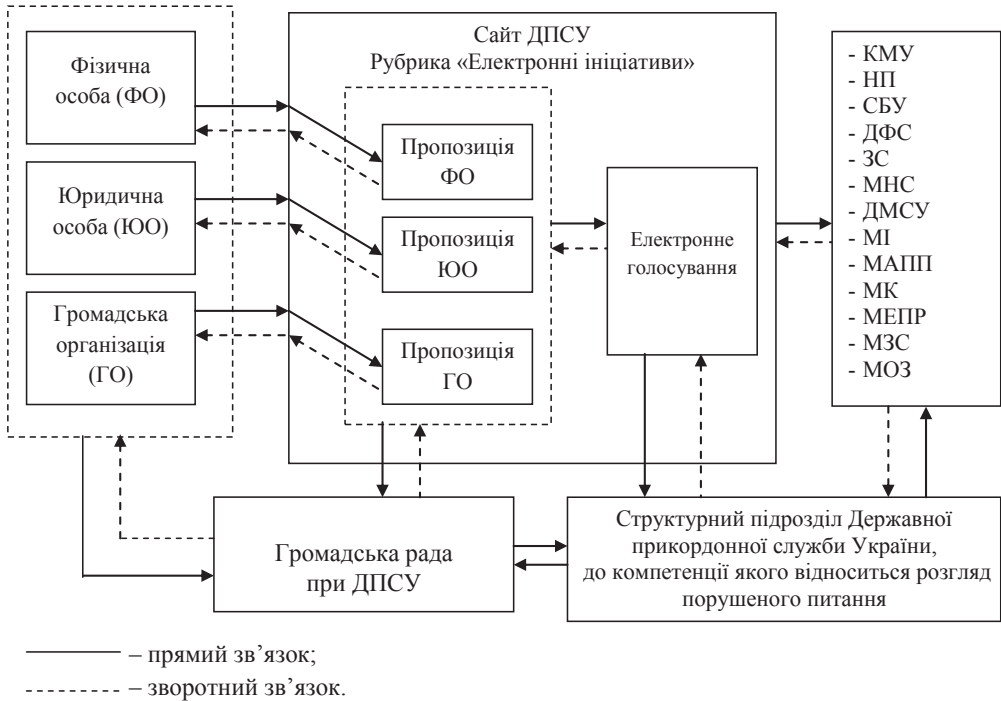 Фізична
особа (ФО)
Юридична
особа (ЮО)
Громадська
організація
(ГО)
Сайт ДПСУ
Рубрика «Електронні ініціативи»
Пропозиція
ФО
Пропозиція
ЮО
Пропозиція
ГО
Електронне
голосування
- КМУ
- НП
- СБУ
- ДФС
- ЗС
- МНС
- ДМСУ
- МІ
- МАПП
- МК
- МЕПР
- МЗС
- МОЗ
Громадська рада
при ДПСУ
Структурний підрозділ Державної
прикордонної служби України,
до компетенції якого відноситься розгляд
порушеного питання
– прямий зв’язок;
– зворотний зв’язок.